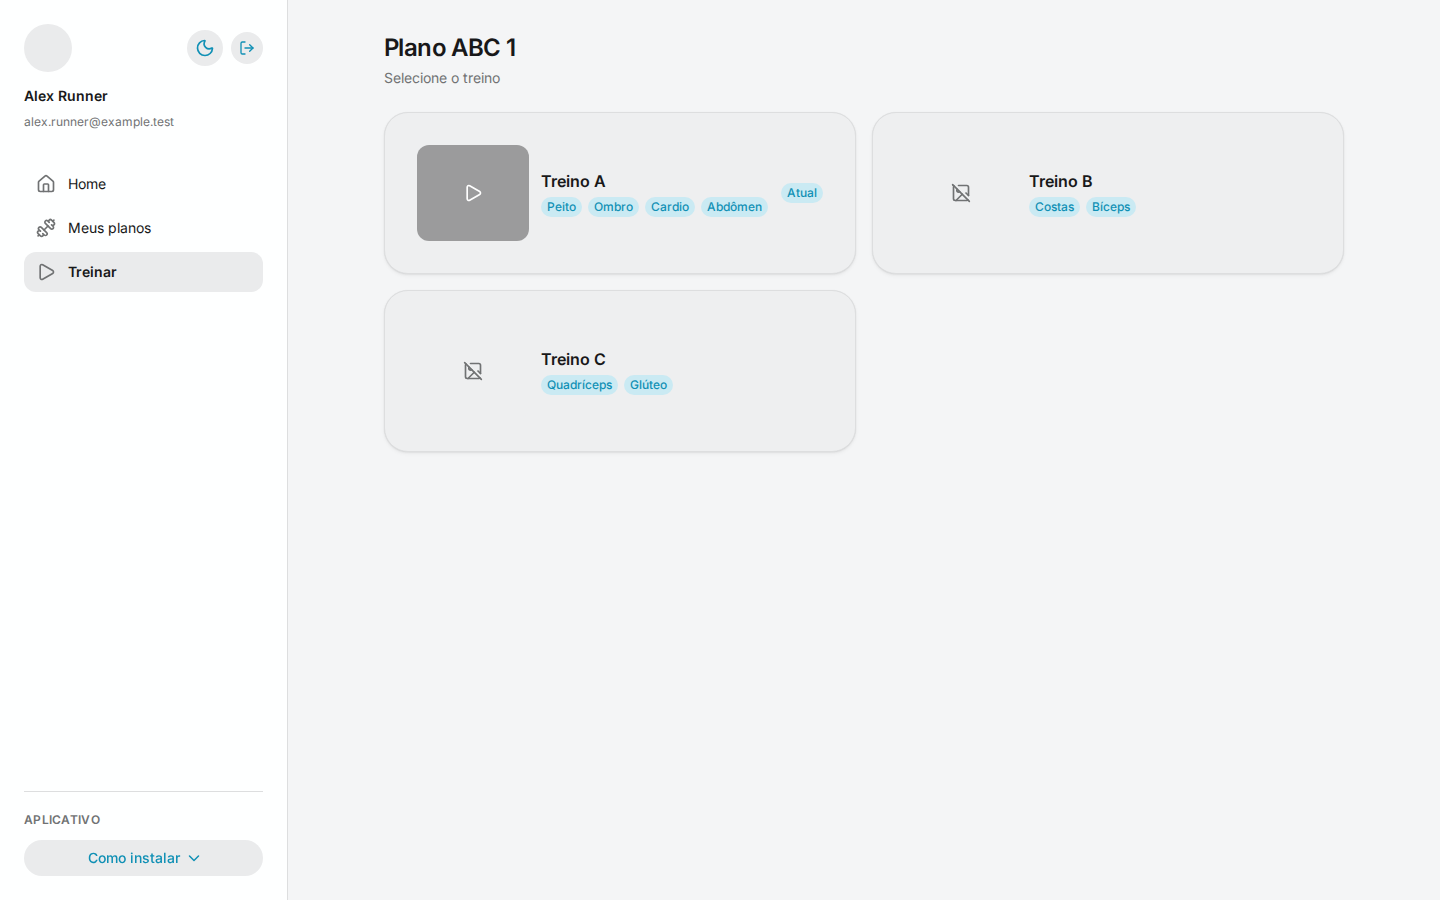 Alex Runner
alex.runner@example.test
Home
Meus planos
Treinar
APLICATIVO
Como instalar
Plano ABC 1
Selecione o treino
Treino A
Peito Ombro Cardio Abdômen
Atual
Treino B
Costas Bíceps
Treino C
Quadríceps Glúteo